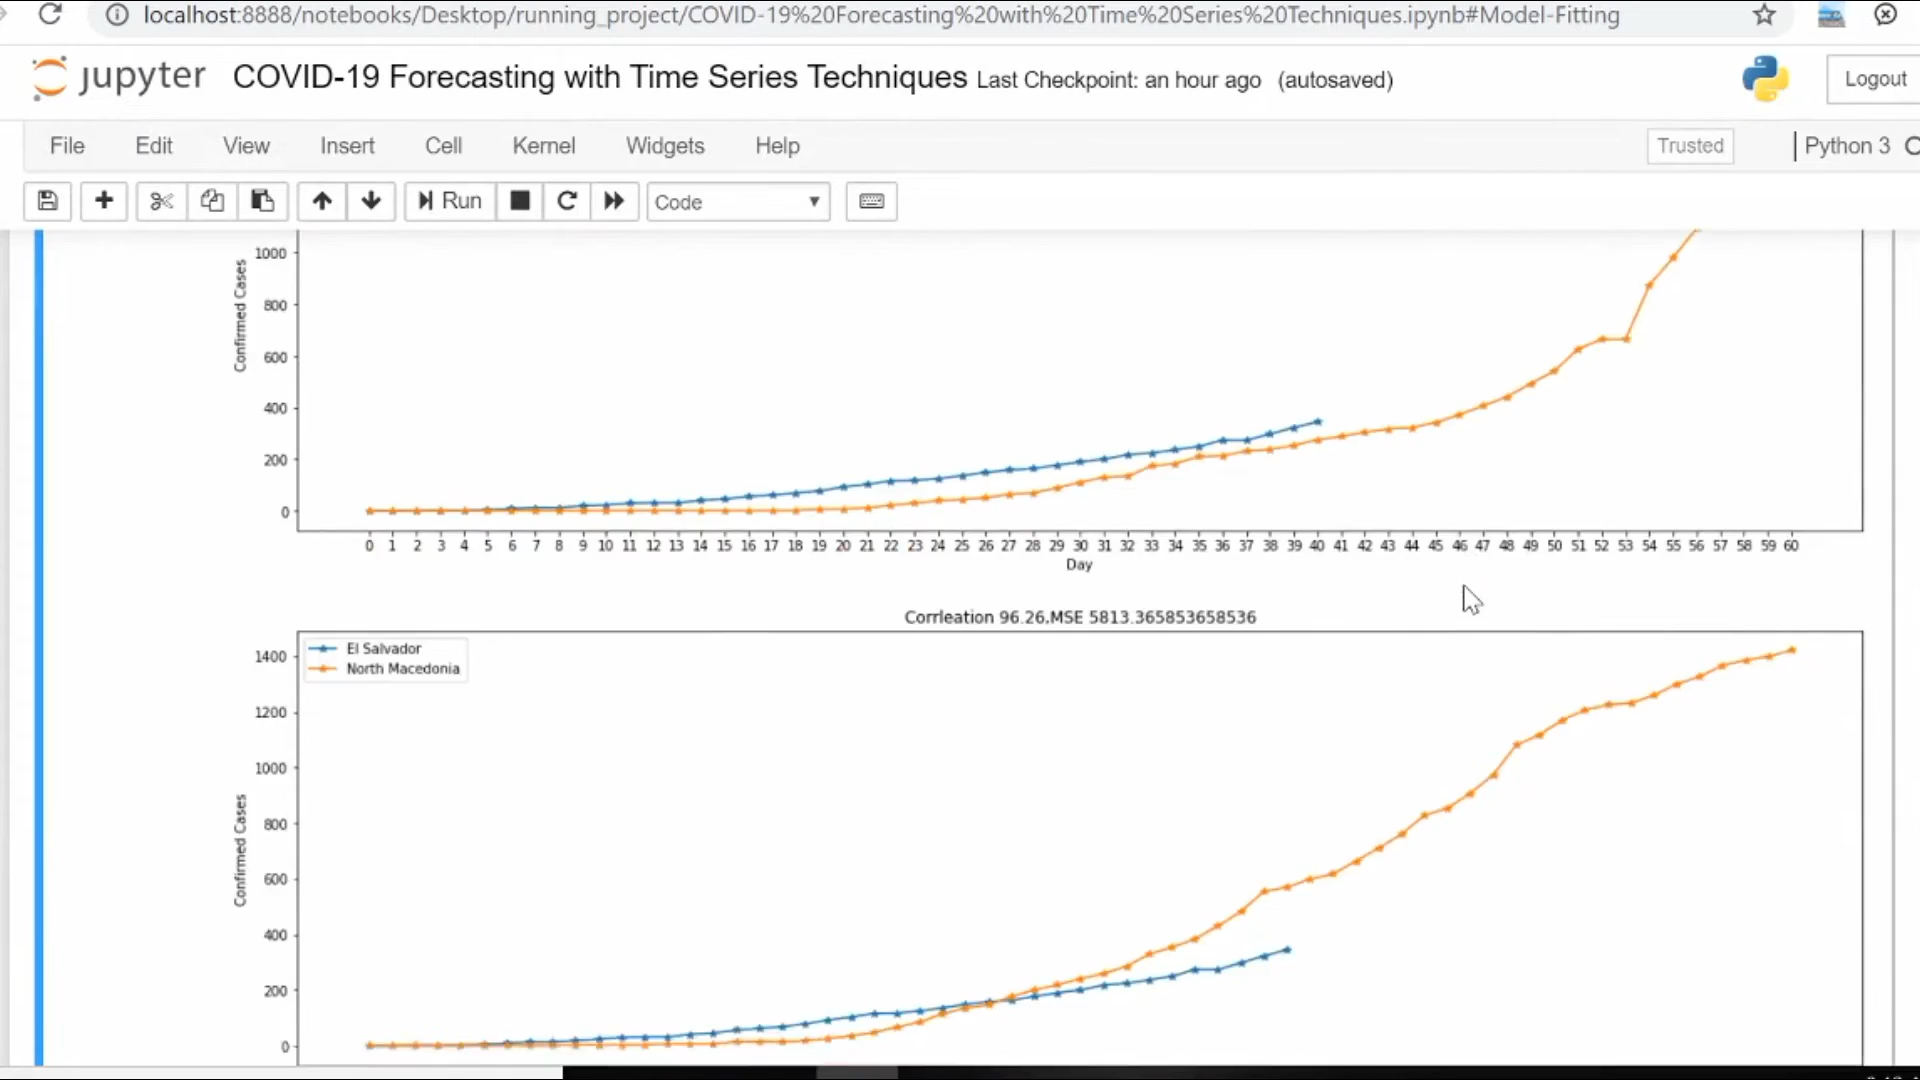 localhost:8888/notebooks/Desktop/running_project/COVID-19%20Forecasting%20with%20Time%20Series%20Techniques.ipynb#Model-Fitting
jupyter COVID-19 Forecasting with Time Series Techniques Last Checkpoint: an hour ago (autosaved) Logout
File Edit View Insert Cell Kernel Widgets Help Trusted Python 3
Run Code
1000
800
600
400
200
0
Confirmed Cases
0 1 2 3 4 5 6 7 8 9 10 11 12 13 14 15 16 17 18 19 20 21 22 23 24 25 26 27 28 29 30 31 32 33 34 35 36 37 38 39 40 41 42 43 44 45 46 47 48 49 50 51 52 53 54 55 56 57 58 59 60
Day
Corrleation 96.26,MSE 5813.365853658536
El Salvador
North Macedonia
1400
1200
1000
800
600
400
200
0
Confirmed Cases